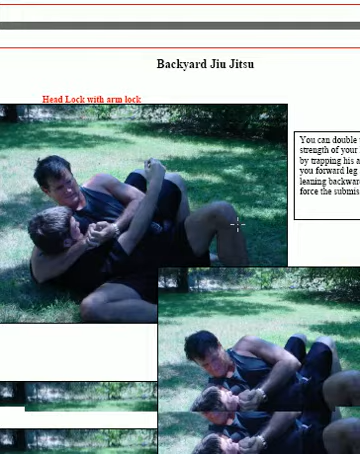 Backyard Jiu Jitsu
Head Lock with arm lock
You can double
strength of your
by trapping his a
you forward leg
leaning backwar
force the submis